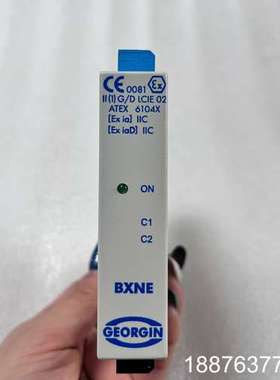 CE 0081 Ex
II(1) G/D LCIE 02
ATEX 6104X
[Ex ia] IIC
[Ex iaD] IIC
ON
C1
C2
BXNE
GEORGIN
18876377